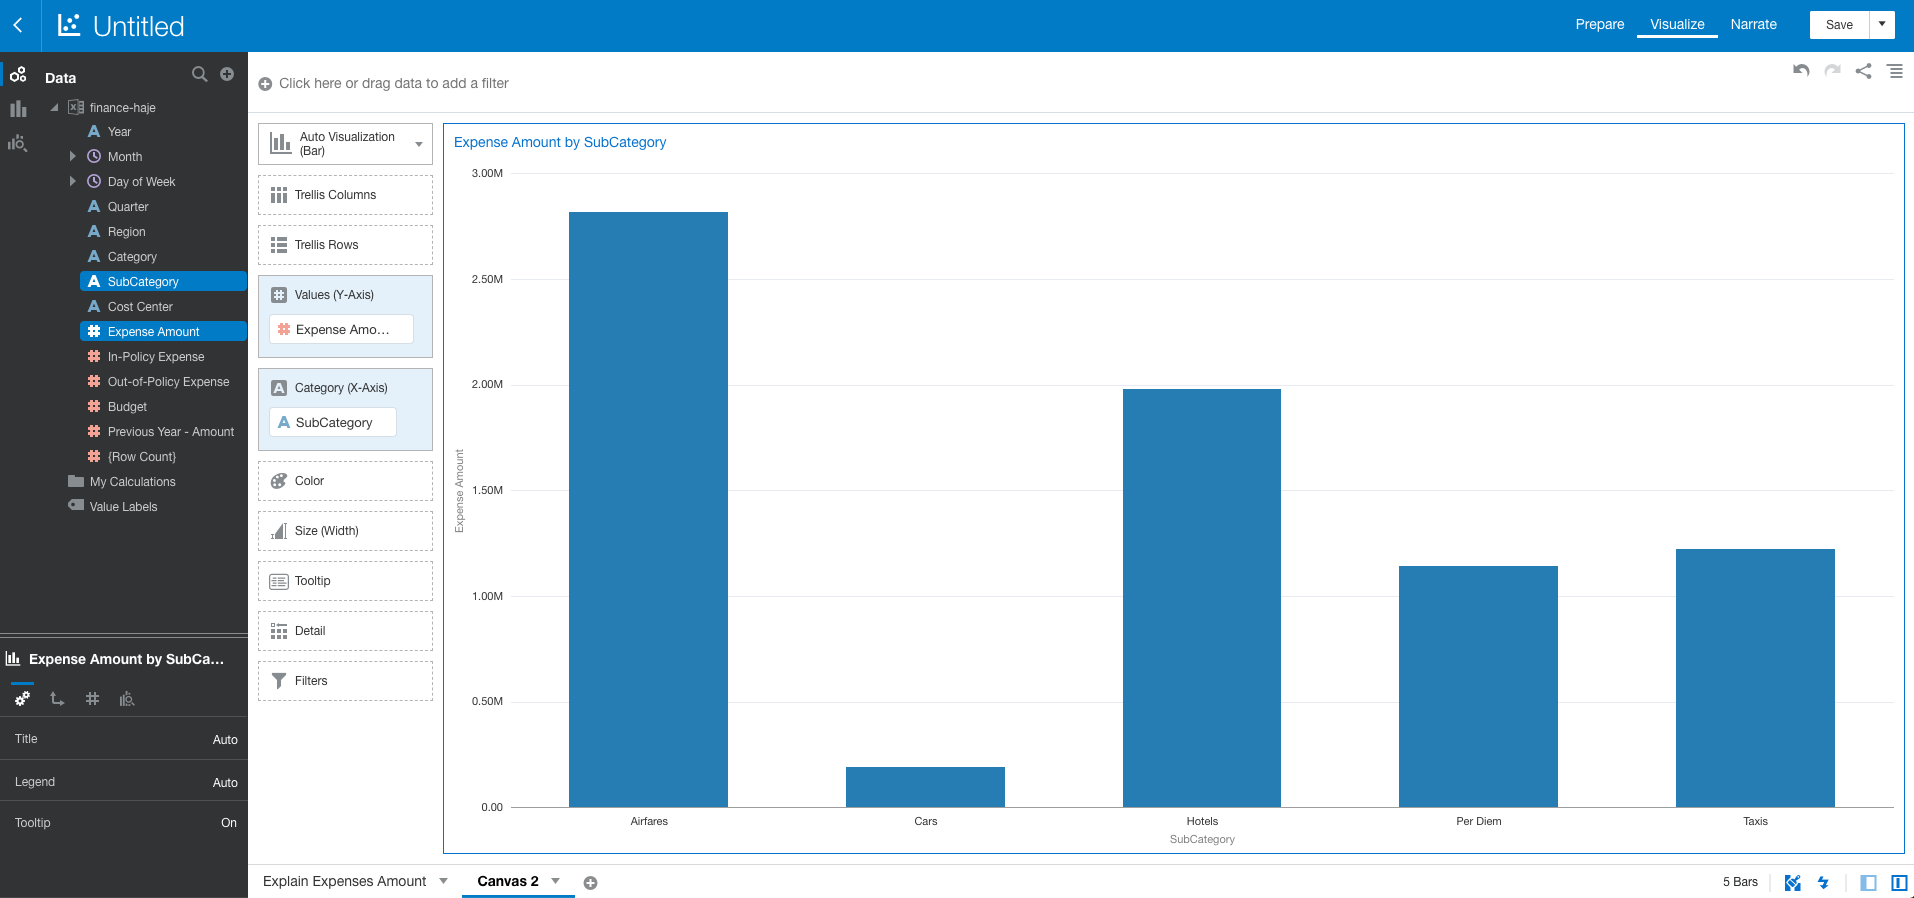 Untitled
Prepare
Visualize
Narrate
Save
Data
finance-haje
Year
Month
Day of Week
Quarter
Region
Category
SubCategory
Cost Center
Expense Amount
In-Policy Expense
Out-of-Policy Expense
Budget
Previous Year - Amount
{Row Count}
My Calculations
Value Labels
Expense Amount by SubCa...
Title Auto
Legend Auto
Tooltip On
Click here or drag data to add a filter
Auto Visualization
(Bar)
Trellis Columns
Trellis Rows
Values (Y-Axis)
Expense Amo...
Category (X-Axis)
SubCategory
Color
Size (Width)
Tooltip
Detail
Filters
Expense Amount by SubCategory
3.00M
2.50M
2.00M
1.50M
1.00M
0.50M
0.00
Expense Amount
Airfares
Cars
Hotels
Per Diem
Taxis
SubCategory
Explain Expenses Amount
Canvas 2
5 Bars